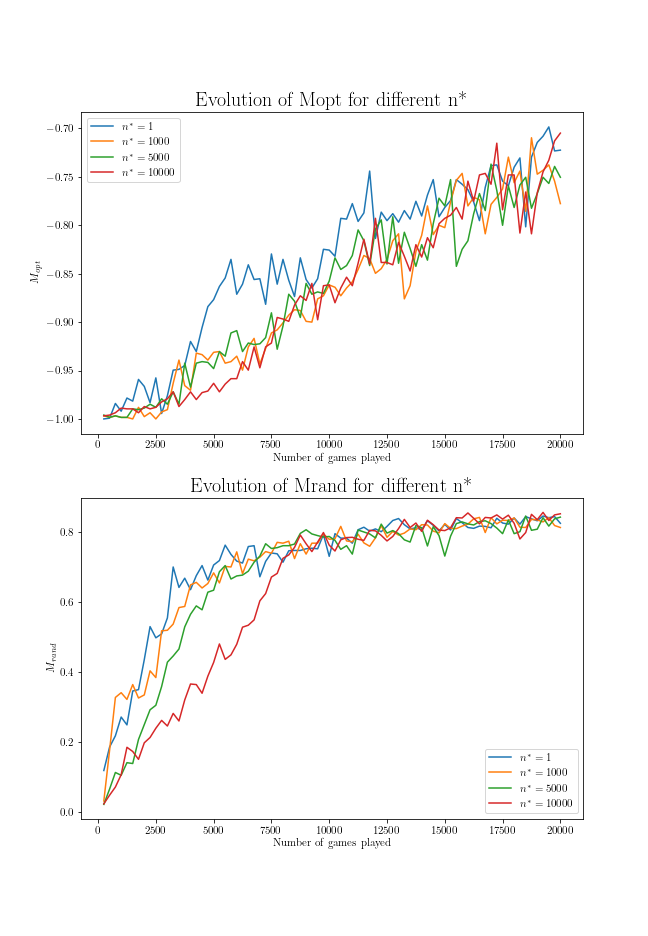 Evolution of Mopt for different n*
−0.70
−0.75
−0.80
−0.85
−0.90
−0.95
−1.00
M_opt
n* = 1
n* = 1000
n* = 5000
n* = 10000
0 2500 5000 7500 10000 12500 15000 17500 20000
Number of games played
Evolution of Mrand for different n*
0.8
0.6
0.4
0.2
0.0
M_rand
n* = 1
n* = 1000
n* = 5000
n* = 10000
0 2500 5000 7500 10000 12500 15000 17500 20000
Number of games played